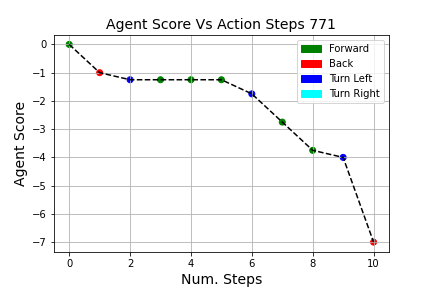 Agent Score Vs Action Steps 771
Agent Score
0
−1
−2
−3
−4
−5
−6
−7
Forward
Back
Turn Left
Turn Right
0 2 4 6 8 10
Num. Steps